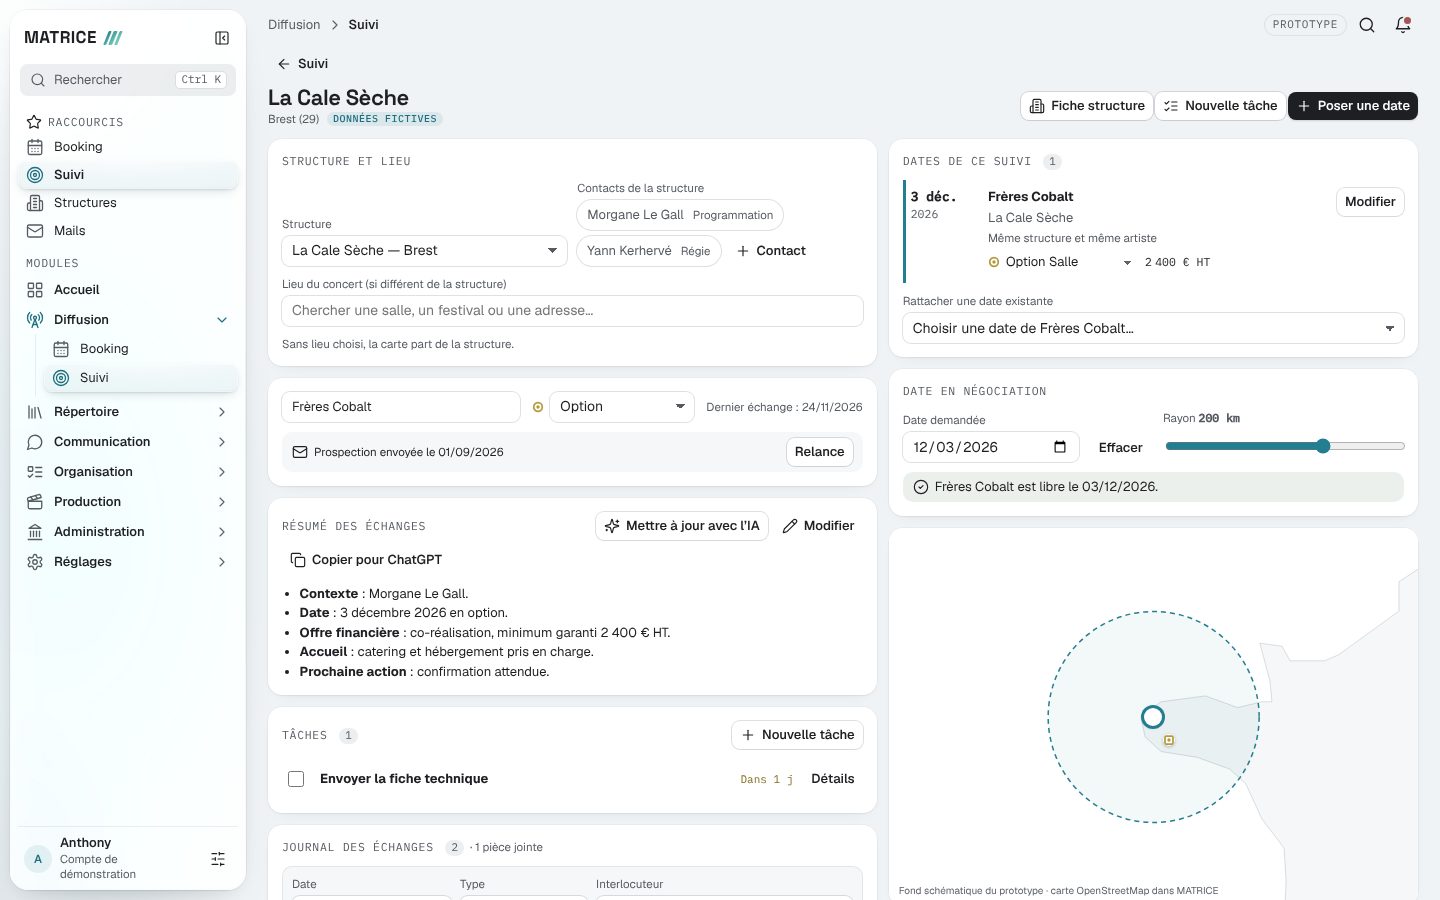 MATRICE
Rechercher
Ctrl K
RACCOURCIS
Booking
Suivi
Structures
Mails
MODULES
Accueil
Diffusion
Booking
Suivi
Répertoire
Communication
Organisation
Production
Administration
Réglages
A
Anthony
Compte de
démonstration
Diffusion
Suivi
PROTOTYPE
Suivi
La Cale Sèche
Brest (29)
DONNÉES FICTIVES
Fiche structure
Nouvelle tâche
Poser une date
STRUCTURE ET LIEU
Structure
La Cale Sèche — Brest
Contacts de la structure
Morgane Le Gall Programmation
Yann Kerhervé Régie
Contact
Lieu du concert (si différent de la structure)
Chercher une salle, un festival ou une adresse...
Sans lieu choisi, la carte part de la structure.
Frères Cobalt
Option
Dernier échange : 24/11/2026
Prospection envoyée le 01/09/2026
Relance
RÉSUMÉ DES ÉCHANGES
Mettre à jour avec l'IA
Modifier
Copier pour ChatGPT
• Contexte : Morgane Le Gall.
• Date : 3 décembre 2026 en option.
• Offre financière : co-réalisation, minimum garanti 2 400 € HT.
• Accueil : catering et hébergement pris en charge.
• Prochaine action : confirmation attendue.
TÂCHES 1
Nouvelle tâche
Envoyer la fiche technique
Dans 1 j
Détails
JOURNAL DES ÉCHANGES 2 · 1 pièce jointe
Date
Type
Interlocuteur
DATES DE CE SUIVI 1
3 déc.
2026
Frères Cobalt
La Cale Sèche
Même structure et même artiste
Option Salle
2 400 € HT
Modifier
Rattacher une date existante
Choisir une date de Frères Cobalt...
DATE EN NÉGOCIATION
Date demandée
12/03/2026
Effacer
Rayon 200 km
Frères Cobalt est libre le 03/12/2026.
Fond schématique du prototype · carte OpenStreetMap dans MATRICE